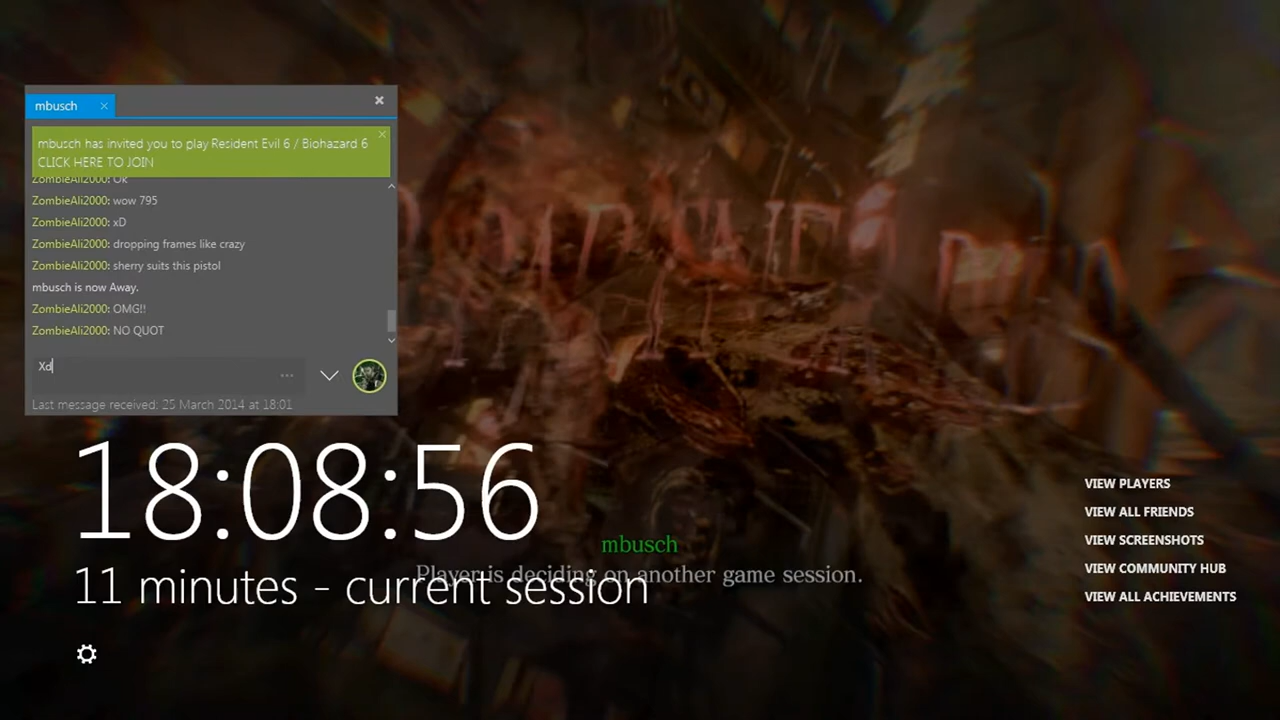 mbusch
mbusch has invited you to play Resident Evil 6 / Biohazard 6
CLICK HERE TO JOIN
ZombieAli2000: Ok
ZombieAli2000: wow 795
ZombieAli2000: xD
ZombieAli2000: dropping frames like crazy
ZombieAli2000: sherry suits this pistol
mbusch is now Away.
ZombieAli2000: OMG!!
ZombieAli2000: NO QUOT
Xd
Last message received: 25 March 2014 at 18:01
18:08:56
mbusch
Player is deciding on another game session.
11 minutes - current session
VIEW PLAYERS
VIEW ALL FRIENDS
VIEW SCREENSHOTS
VIEW COMMUNITY HUB
VIEW ALL ACHIEVEMENTS